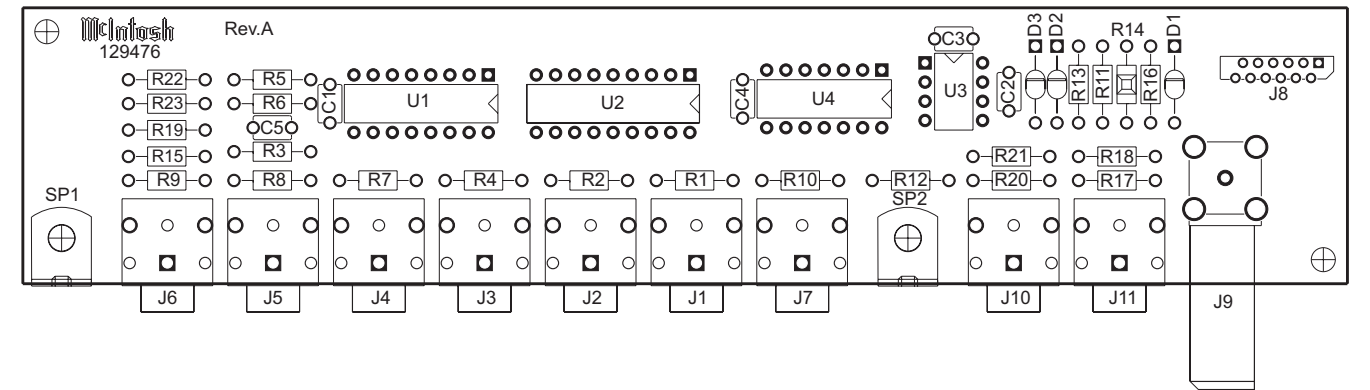 McIntosh
129476
Rev.A
R22
R23
R19
R15
R9
R5
R6
C5
R3
R8
C1
U1
U2
C4
U4
C3
U3
C2
D3
D2
R13
R11
R14
R16
D1
J8
R7
R4
R2
R1
R10
R12
R21
R20
R18
R17
SP1
SP2
J6
J5
J4
J3
J2
J1
J7
J10
J11
J9